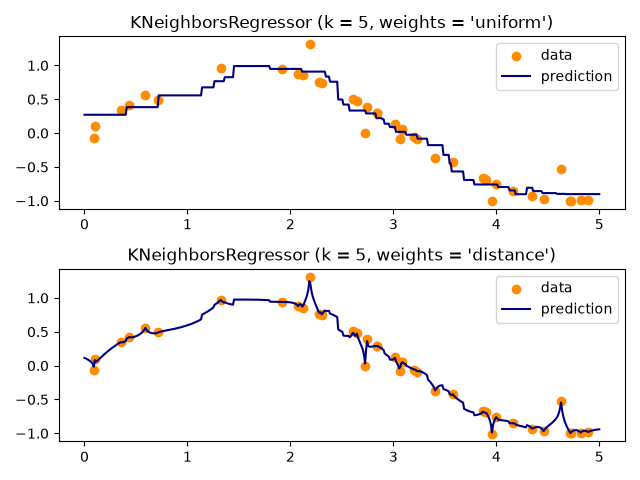 KNeighborsRegressor (k = 5, weights = 'uniform')
data
prediction
1.0
0.5
0.0
−0.5
−1.0
0 1 2 3 4 5
KNeighborsRegressor (k = 5, weights = 'distance')
data
prediction
1.0
0.5
0.0
−0.5
−1.0
0 1 2 3 4 5